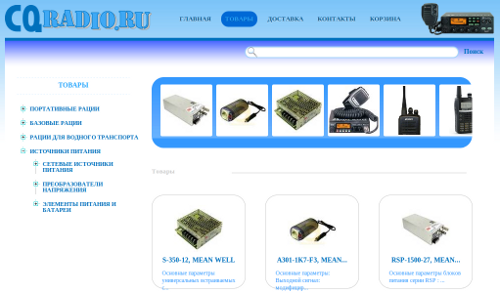 CQRADIO.RU
ГЛАВНАЯ ТОВАРЫ ДОСТАВКА КОНТАКТЫ КОРЗИНА
Поиск
ТОВАРЫ
ПОРТАТИВНЫЕ РАЦИИ
БАЗОВЫЕ РАЦИИ
РАЦИИ ДЛЯ ВОДНОГО ТРАНСПОРТА
ИСТОЧНИКИ ПИТАНИЯ
СЕТЕВЫЕ ИСТОЧНИКИ
ПИТАНИЯ
ПРЕОБРАЗОВАТЕЛИ
НАПРЯЖЕНИЯ
ЭЛЕМЕНТЫ ПИТАНИЯ И
БАТАРЕИ
Товары
S-350-12, MEAN WELL
Основные параметры
универсальных встраиваемых
с...
A301-1K7-F3, MEAN...
Основные параметры:
Выходной сигнал:
модифицир...
RSP-1500-27, MEAN...
Основные параметры блоков
питания серии RSP : ...